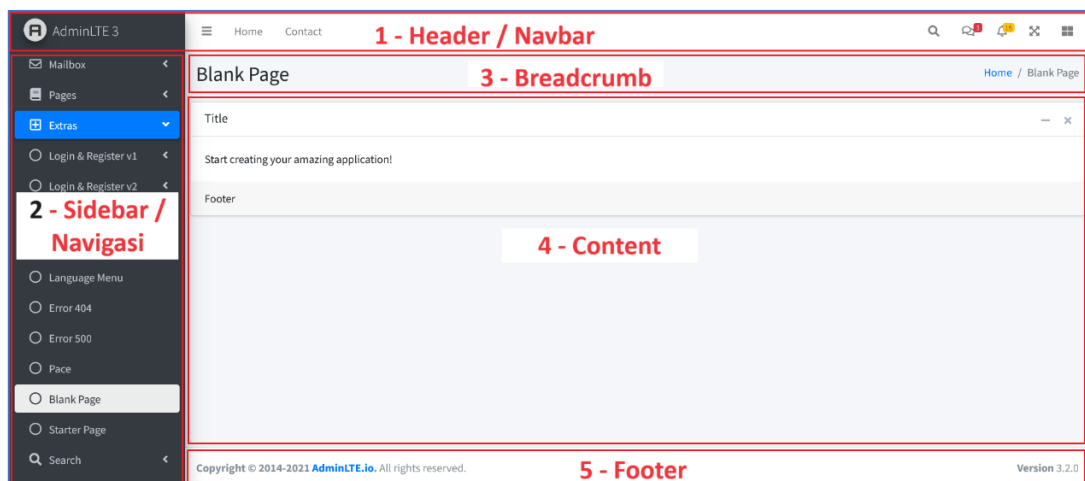 AdminLTE 3
Home Contact
1 - Header / Navbar
3
15
Mailbox
Pages
Extras
Login & Register v1
Login & Register v2
2 - Sidebar /
Navigasi
Language Menu
Error 404
Error 500
Pace
Blank Page
Starter Page
Search
Blank Page
3 - Breadcrumb
Home / Blank Page
Title
Start creating your amazing application!
Footer
4 - Content
Copyright © 2014-2021 AdminLTE.io. All rights reserved.
5 - Footer
Version 3.2.0